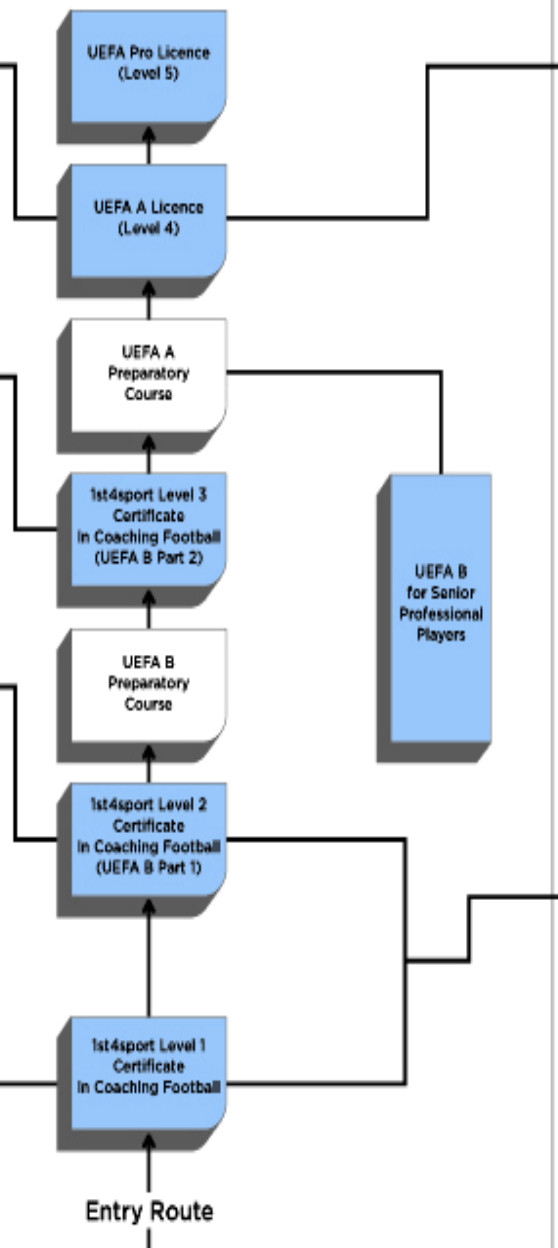 UEFA Pro Licence
(Level 5)
UEFA A Licence
(Level 4)
UEFA A
Preparatory
Course
1st4sport Level 3
Certificate
In Coaching Football
(UEFA B Part 2)
UEFA B
for Senior
Professional
Players
UEFA B
Preparatory
Course
1st4sport Level 2
Certificate
In Coaching Football
(UEFA B Part 1)
1st4sport Level 1
Certificate
In Coaching Football
Entry Route